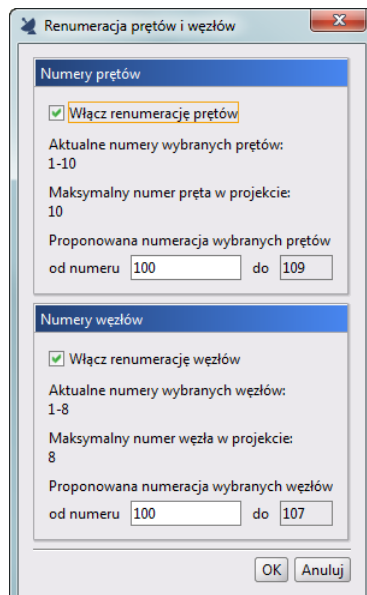 Renumeracja prętów i węzłów
Numery prętów
Włącz renumerację prętów
Aktualne numery wybranych prętów:
1-10
Maksymalny numer pręta w projekcie:
10
Proponowana numeracja wybranych prętów
od numeru 100 do 109
Numery węzłów
Włącz renumerację węzłów
Aktualne numery wybranych węzłów:
1-8
Maksymalny numer węzła w projekcie:
8
Proponowana numeracja wybranych węzłów
od numeru 100 do 107
OK Anuluj